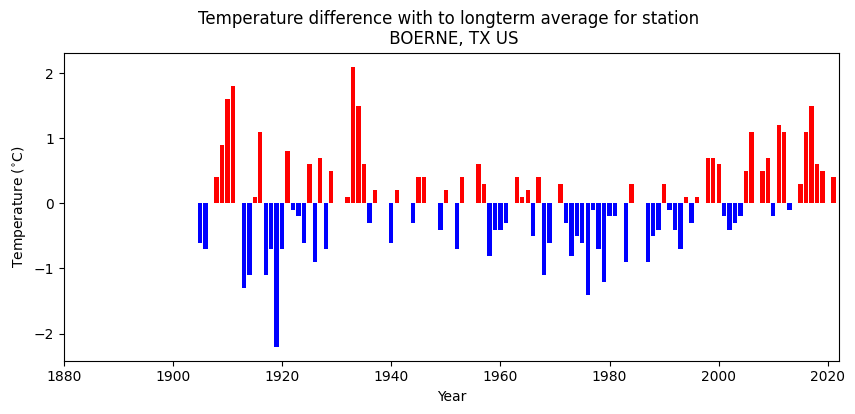 Temperature difference with to longterm average for station
BOERNE, TX US
Temperature (°C)
2
1
0
−1
−2
1880 1900 1920 1940 1960 1980 2000 2020
Year